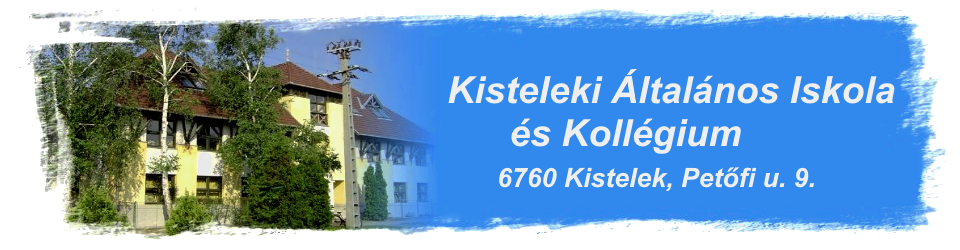 Kisteleki Általános Iskola
és Kollégium
6760 Kistelek, Petőfi u. 9.